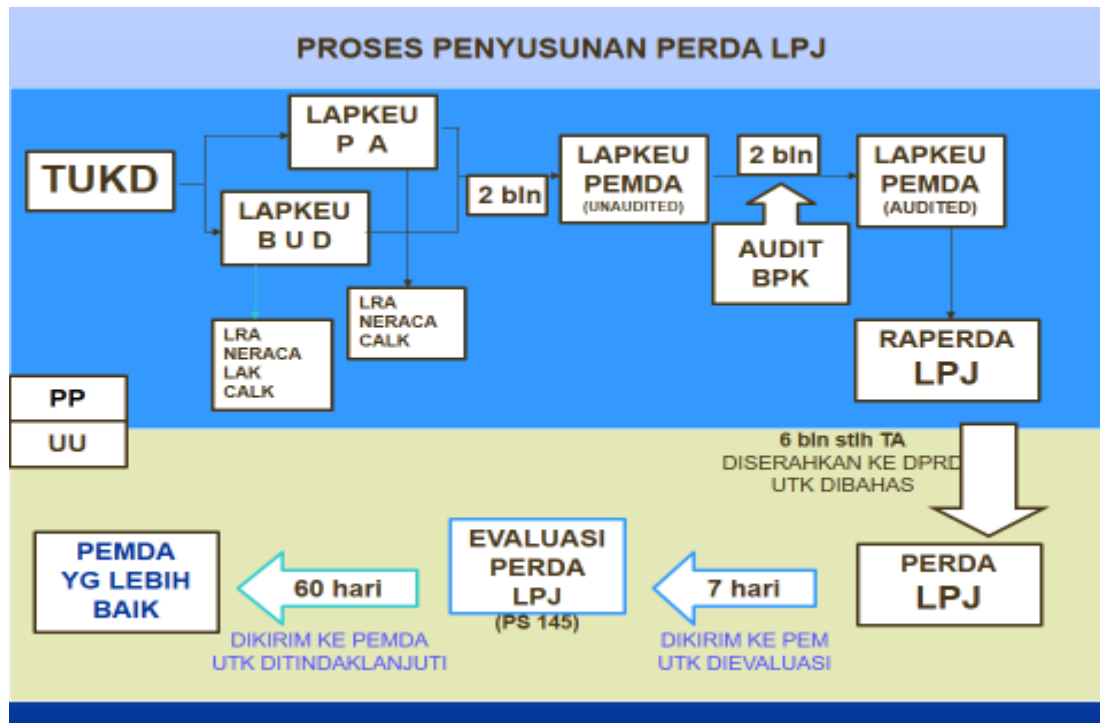 PROSES PENYUSUNAN PERDA LPJ
TUKD
LAPKEU
P A
LAPKEU
B U D
LRA
NERACA
LAK
CALK
LRA
NERACA
CALK
2 bln
LAPKEU
PEMDA
(UNAUDITED)
2 bln
AUDIT
BPK
LAPKEU
PEMDA
(AUDITED)
RAPERDA
LPJ
PP
UU
6 bln stlh TA
DISERAHKAN KE DPRD
UTK DIBAHAS
PERDA
LPJ
7 hari
DIKIRIM KE PEM
UTK DIEVALUASI
EVALUASI
PERDA
LPJ
(PS 145)
60 hari
DIKIRIM KE PEMDA
UTK DITINDAKLANJUTI
PEMDA
YG LEBIH
BAIK